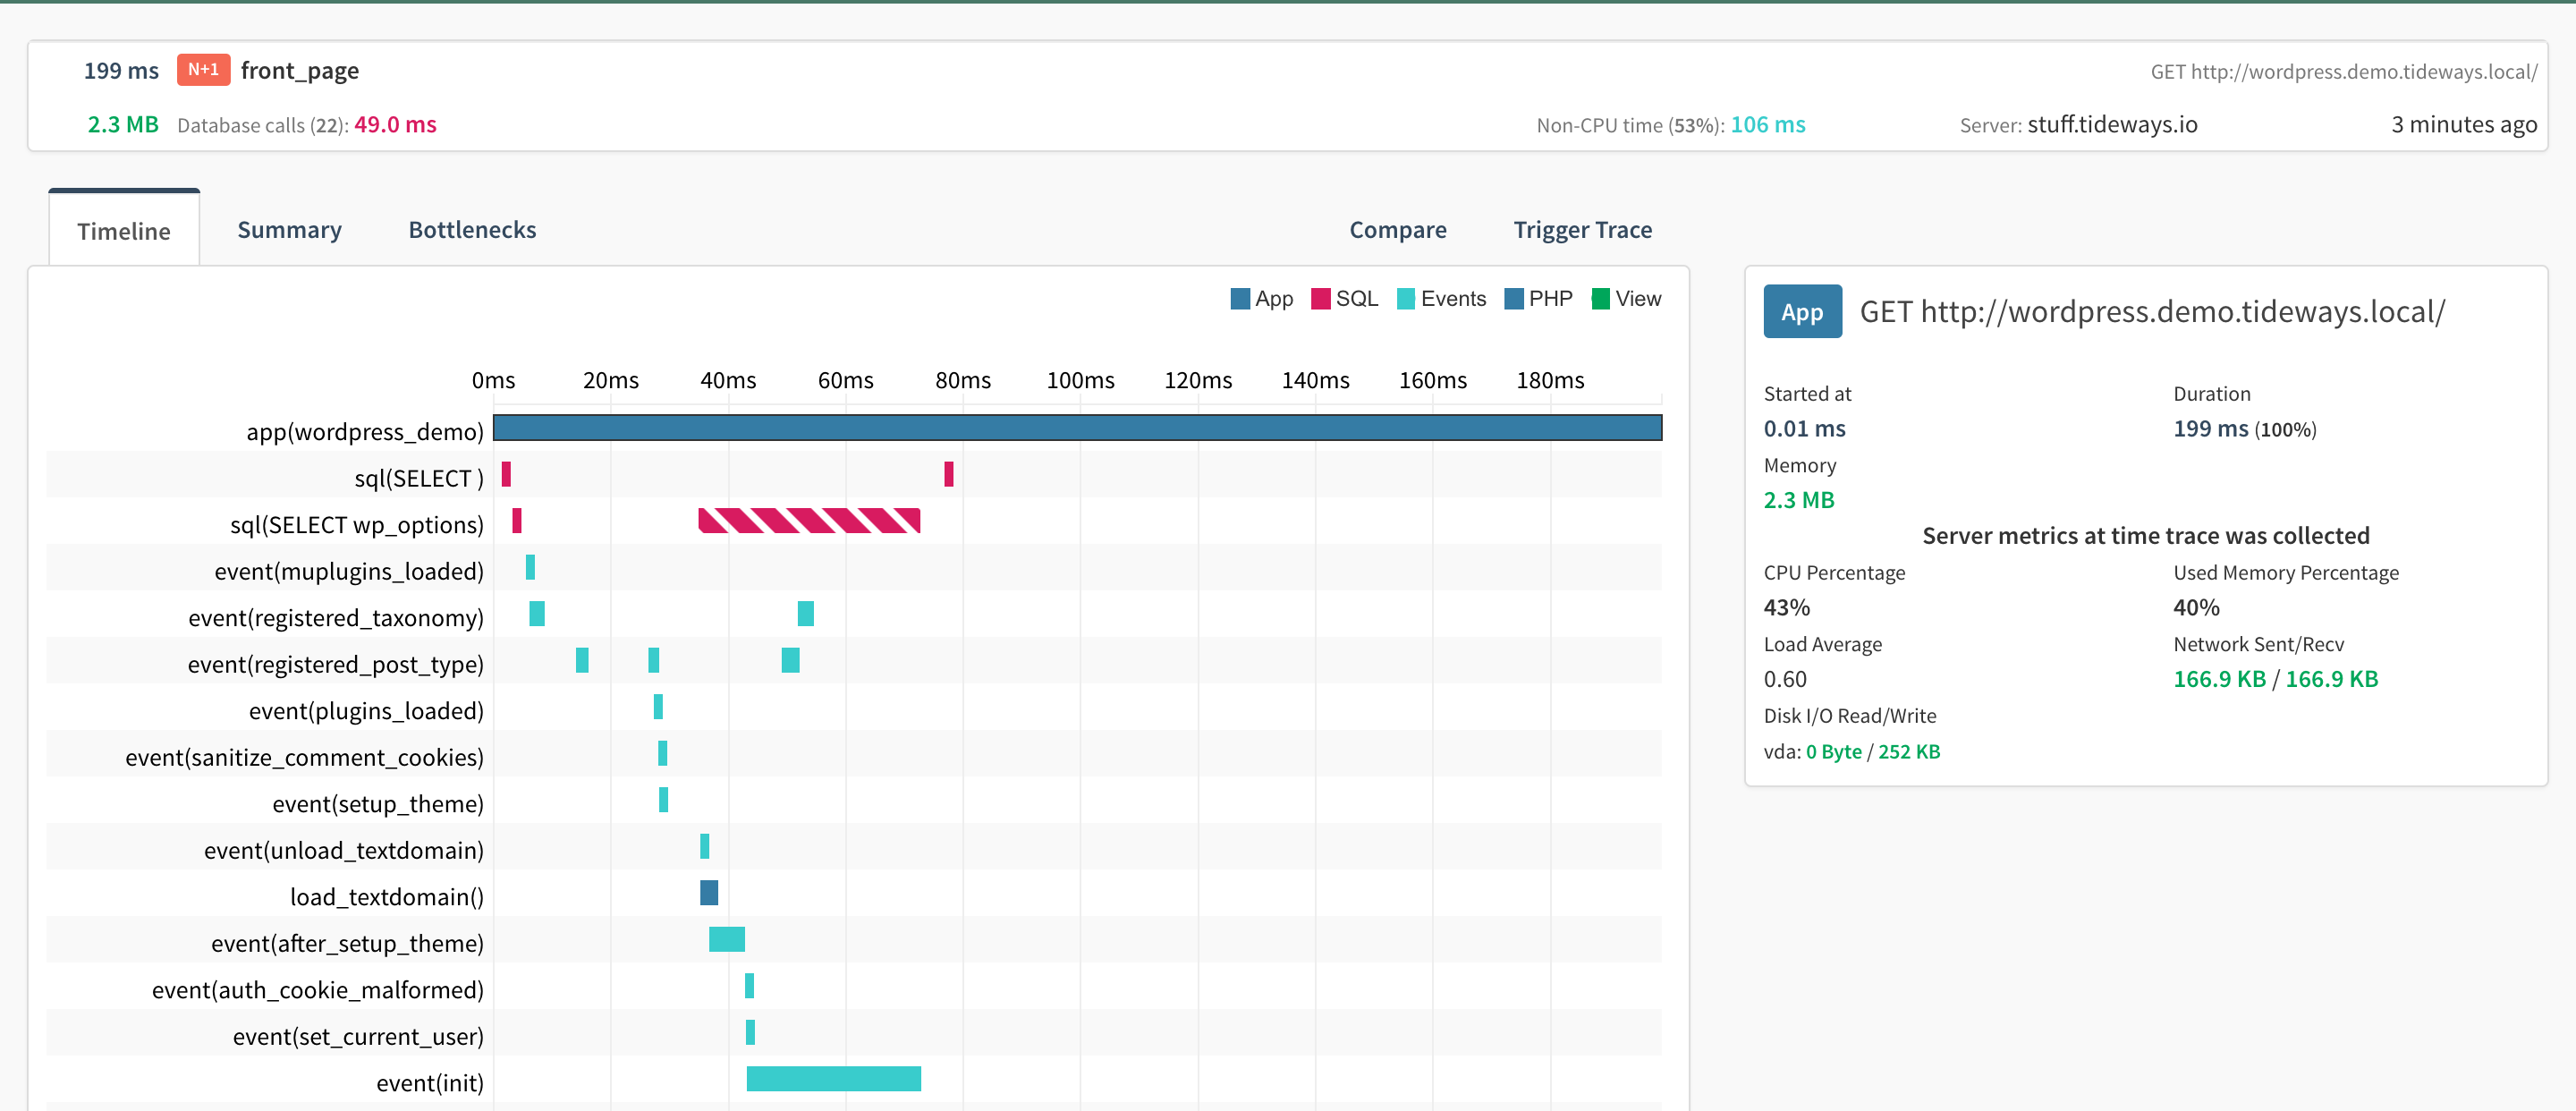 199 ms N+1 front_page GET http://wordpress.demo.tideways.local/
2.3 MB Database calls (22): 49.0 ms Non-CPU time (53%): 106 ms Server: stuff.tideways.io 3 minutes ago
Timeline Summary Bottlenecks Compare Trigger Trace
App SQL Events PHP View
0ms 20ms 40ms 60ms 80ms 100ms 120ms 140ms 160ms 180ms
app(wordpress_demo)
sql(SELECT )
sql(SELECT wp_options)
event(muplugins_loaded)
event(registered_taxonomy)
event(registered_post_type)
event(plugins_loaded)
event(sanitize_comment_cookies)
event(setup_theme)
event(unload_textdomain)
load_textdomain()
event(after_setup_theme)
event(auth_cookie_malformed)
event(set_current_user)
event(init)
App GET http://wordpress.demo.tideways.local/
Started at Duration
0.01 ms 199 ms (100%)
Memory
2.3 MB
Server metrics at time trace was collected
CPU Percentage Used Memory Percentage
43% 40%
Load Average Network Sent/Recv
0.60 166.9 KB / 166.9 KB
Disk I/O Read/Write
vda: 0 Byte / 252 KB